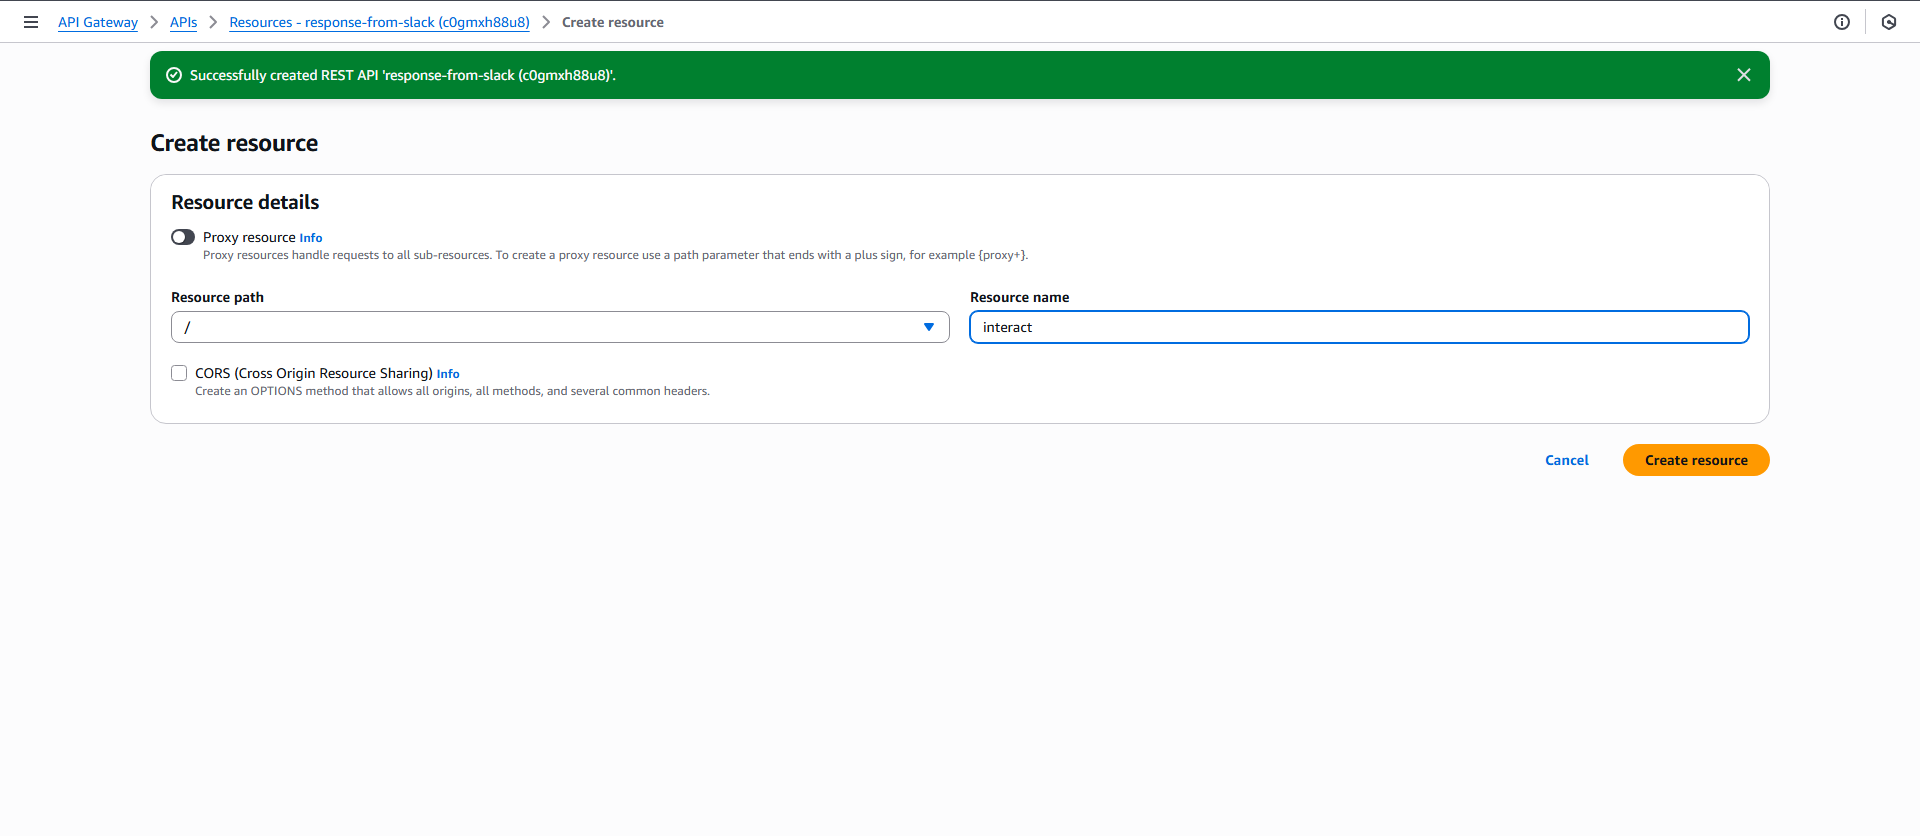 API Gateway > APIs > Resources - response-from-slack (c0gmxh88u8) > Create resource
Successfully created REST API 'response-from-slack (c0gmxh88u8)'.
Create resource
Resource details
Proxy resource Info
Proxy resources handle requests to all sub-resources. To create a proxy resource use a path parameter that ends with a plus sign, for example {proxy+}.
Resource path
/
Resource name
interact
CORS (Cross Origin Resource Sharing) Info
Create an OPTIONS method that allows all origins, all methods, and several common headers.
Cancel
Create resource